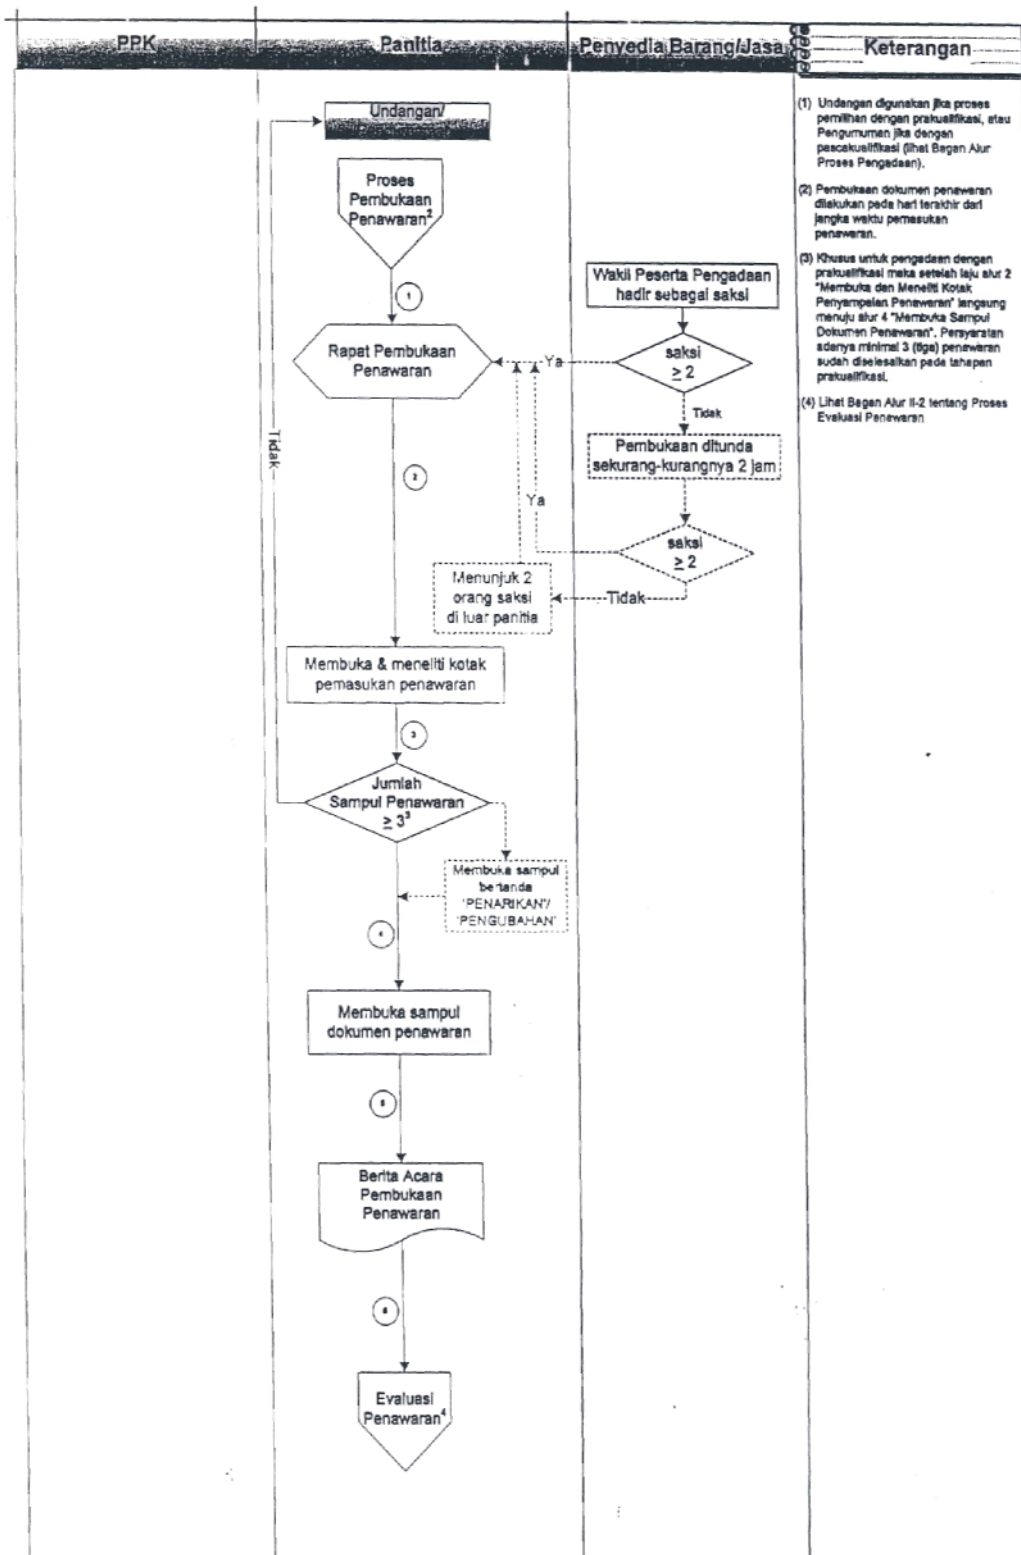 PPK
Panitia
Penyedia Barang/Jasa
Keterangan
Undangan/
Proses
Pembukaan
Penawaran²
1
Rapat Pembukaan
Penawaran
Wakil Peserta Pengadaan
hadir sebagai saksi
saksi
≥ 2
Ya
Tidak
Pembukaan ditunda
sekurang-kurangnya 2 jam
saksi
≥ 2
Ya
Tidak
Menunjuk 2
orang saksi
di luar panitia
Tidak
2
Membuka & meneliti kotak
pemasukan penawaran
3
Jumlah
Sampul Penawaran
≥ 3³
Membuka sampul
bertanda
'PENARIKAN'/
'PENGUBAHAN'
Membuka sampul
dokumen penawaran
5
Berita Acara
Pembukaan
Penawaran
Evaluasi
Penawaran⁴
(1) Undangan digunakan jika proses
pemilihan dengan prakualifikasi, atau
Pengumuman jika dengan
pascakualifikasi (lihat Bagan Alur
Proses Pengadaan).
(2) Pembukaan dokumen penawaran
dilakukan pada hari terakhir dari
jangka waktu pemasukan
penawaran.
(3) Khusus untuk pengadaan dengan
prakualifikasi maka setelah laju alur 2
"Membuka dan Meneliti Kotak
Penyampaian Penawaran" langsung
menuju alur 4 "Membuka Sampul
Dokumen Penawaran". Persyaratan
adanya minimal 3 (tiga) penawaran
sudah diselesaikan pada tahapan
prakualifikasi.
(4) Lihat Bagan Alur II-2 tentang Proses
Evaluasi Penawaran